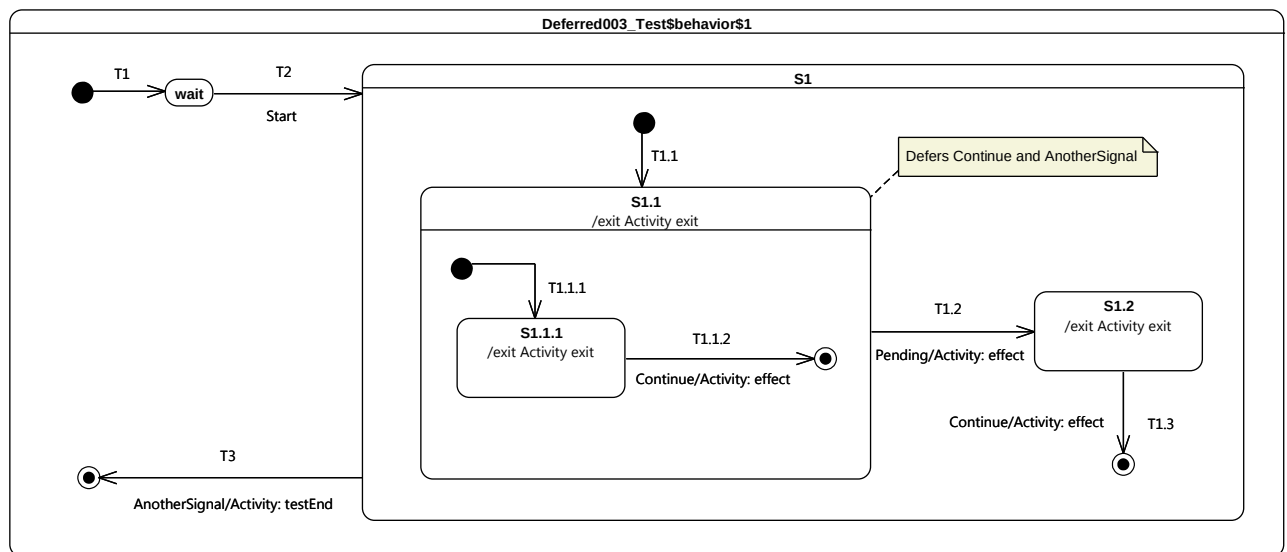 Deferred003_Test$behavior$1
T1
wait
T2
Start
S1
T1.1
Defers Continue and AnotherSignal
S1.1
/exit Activity exit
T1.1.1
S1.1.1
/exit Activity exit
T1.1.2
Continue/Activity: effect
T1.2
Pending/Activity: effect
S1.2
/exit Activity exit
Continue/Activity: effect
T1.3
T3
AnotherSignal/Activity: testEnd